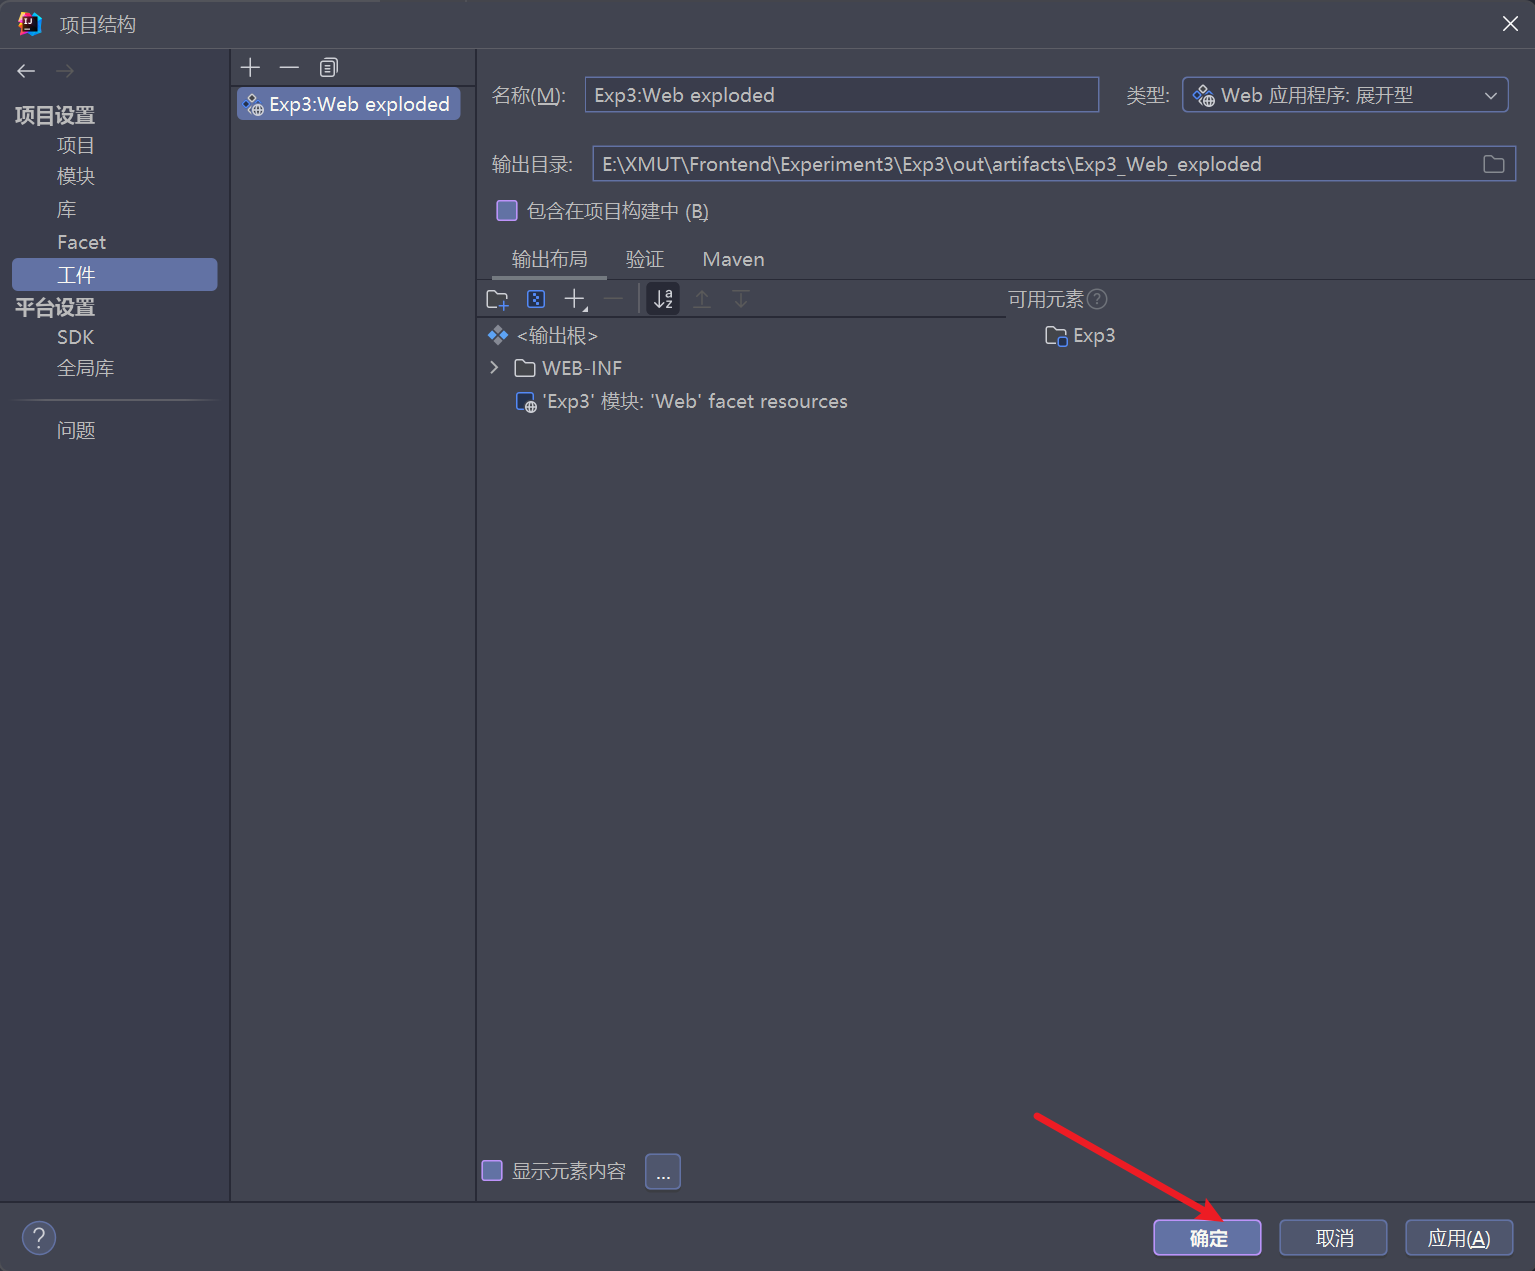 项目结构
项目设置
项目
模块
库
Facet
工件
平台设置
SDK
全局库
问题
Exp3:Web exploded
名称(M):
Exp3:Web exploded
类型:
Web 应用程序: 展开型
输出目录:
E:\XMUT\Frontend\Experiment3\Exp3\out\artifacts\Exp3_Web_exploded
包含在项目构建中 (B)
输出布局
验证
Maven
可用元素?
<输出根>
WEB-INF
'Exp3' 模块: 'Web' facet resources
Exp3
显示元素内容
...
?
确定
取消
应用(A)